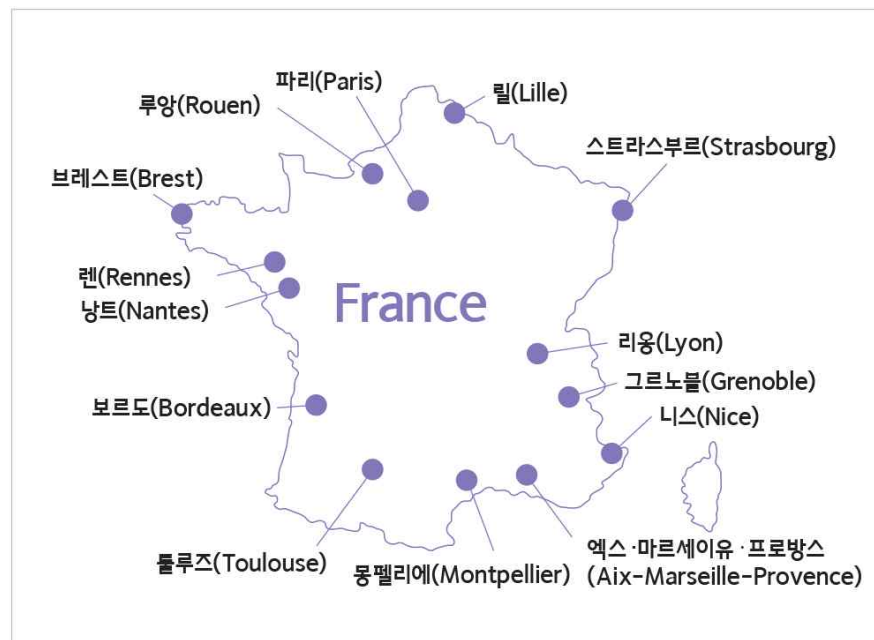 파리(Paris)
릴(Lille)
루앙(Rouen)
스트라스부르(Strasbourg)
브레스트(Brest)
렌(Rennes)
낭트(Nantes)
France
리옹(Lyon)
그르노블(Grenoble)
보르도(Bordeaux)
니스(Nice)
툴루즈(Toulouse)
몽펠리에(Montpellier)
엑스·마르세이유·프로방스
(Aix-Marseille-Provence)